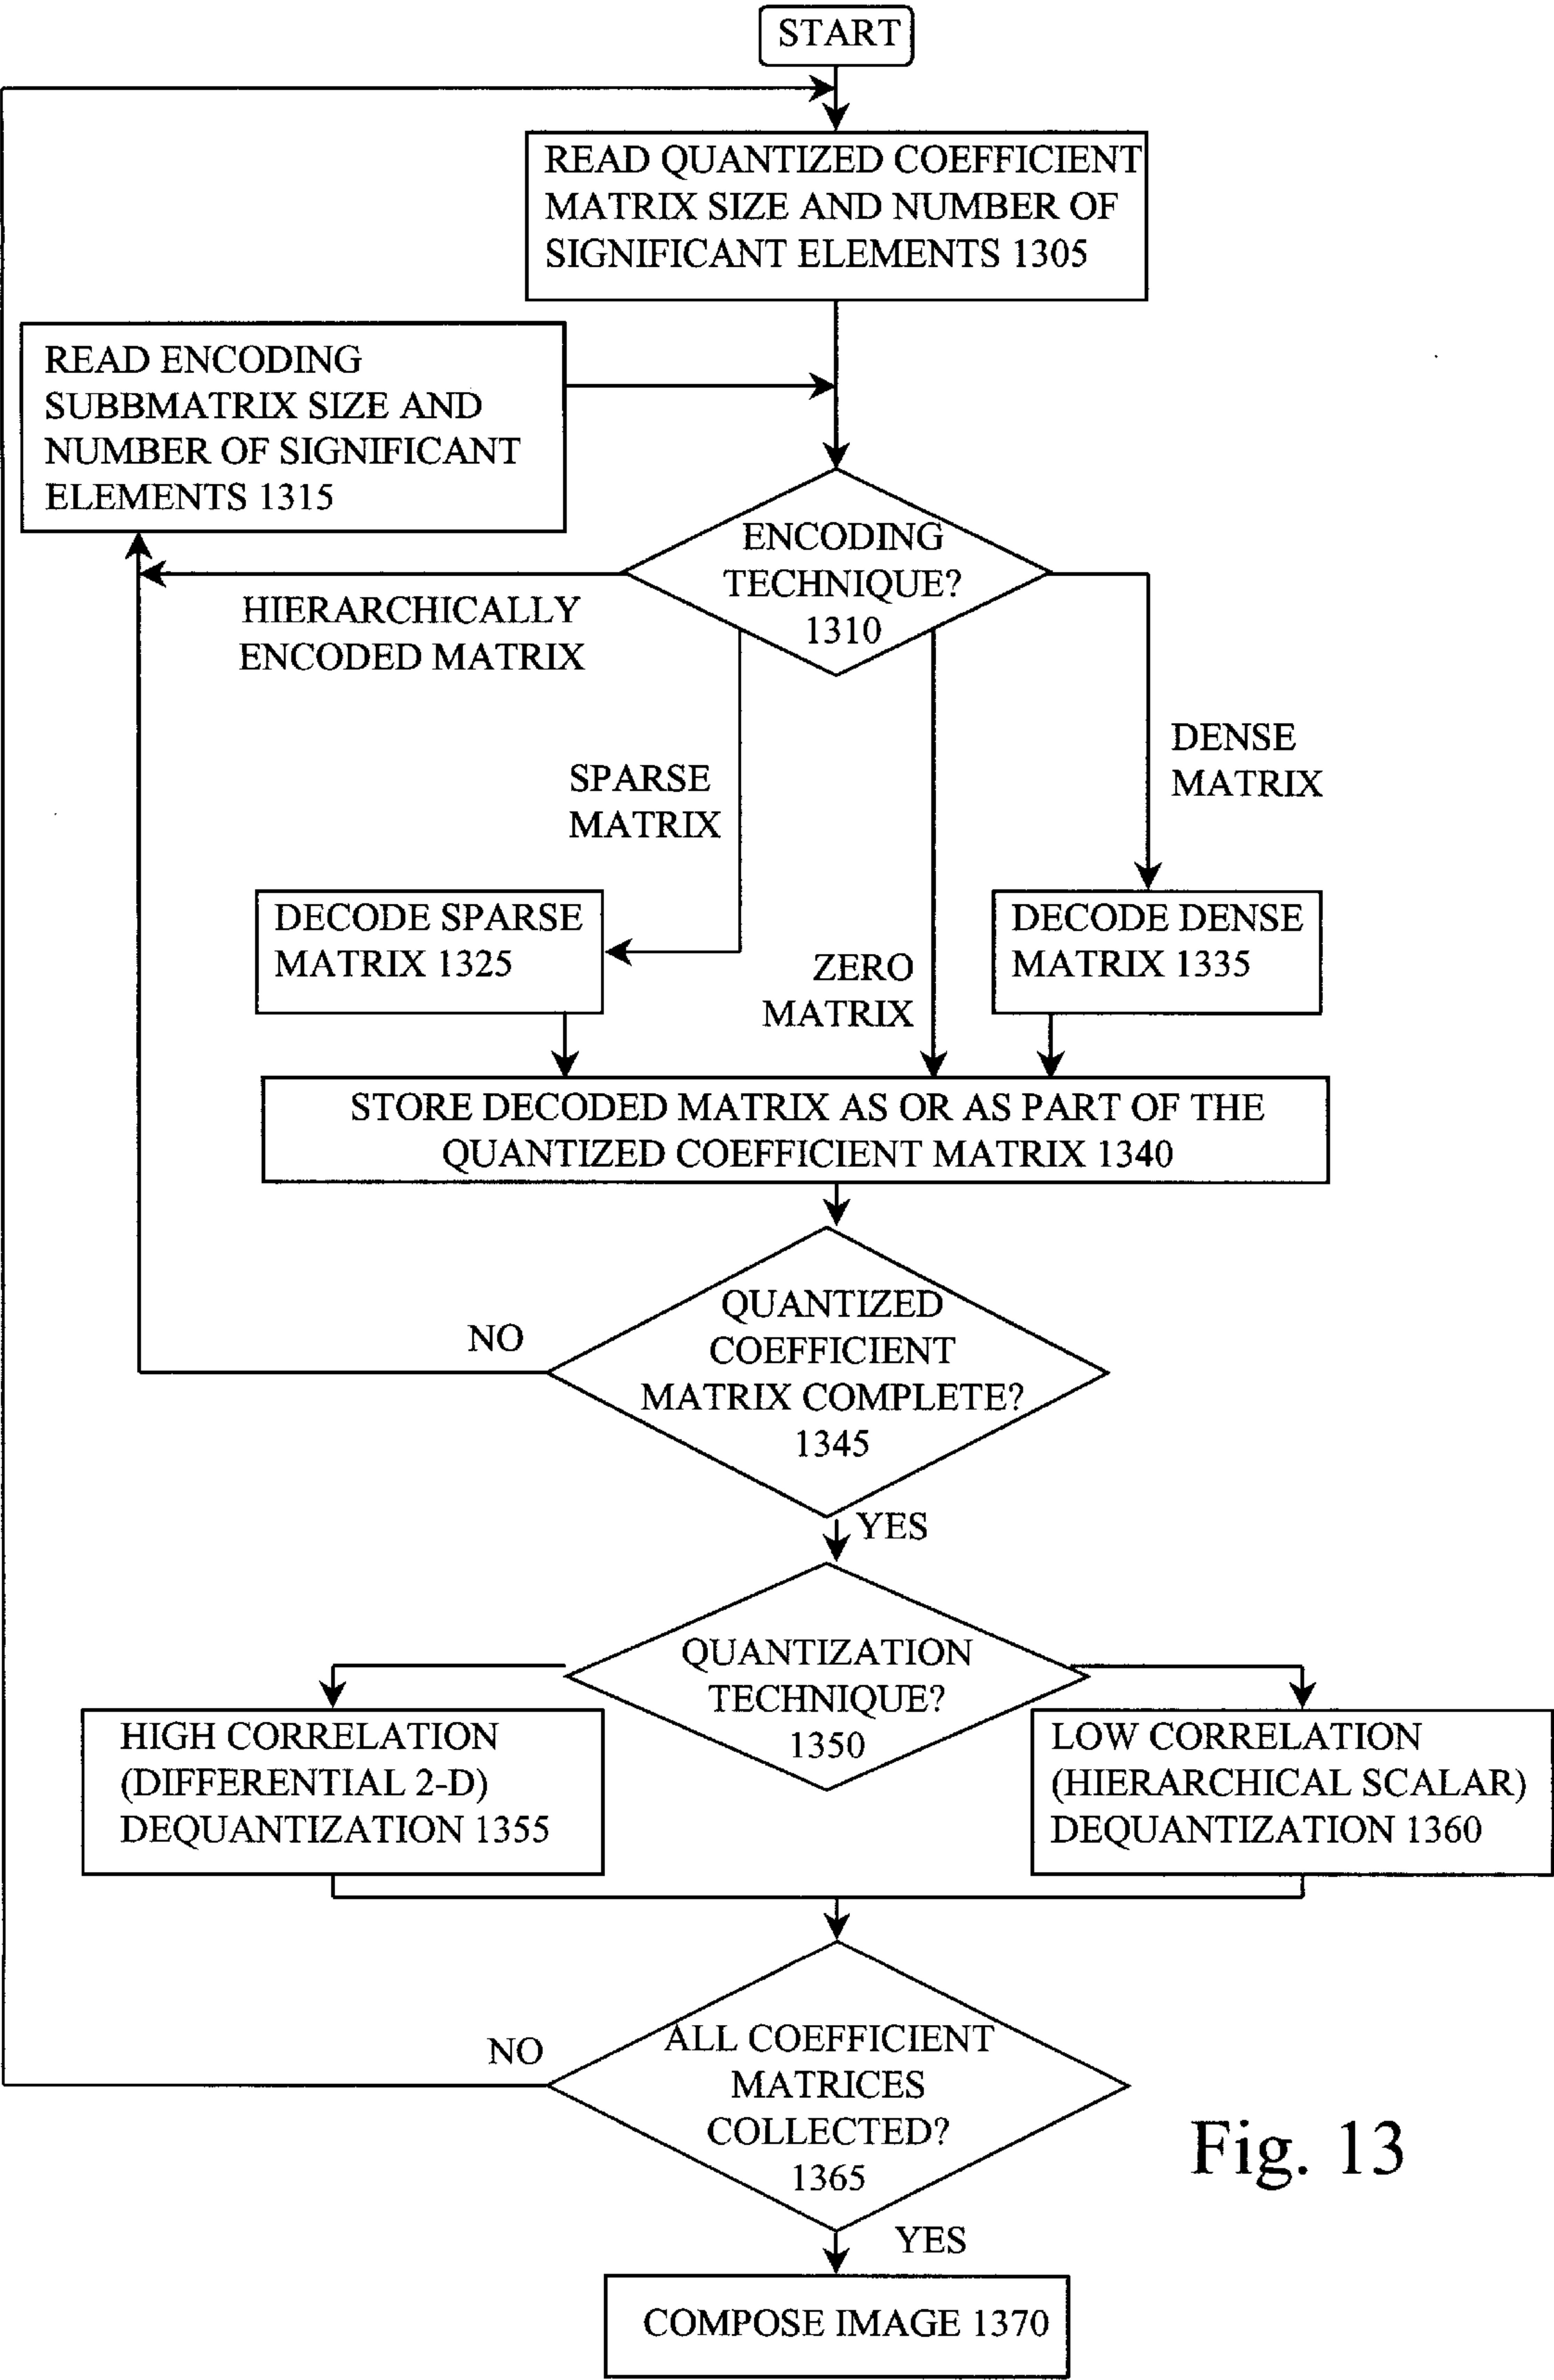 START
READ QUANTIZED COEFFICIENT
MATRIX SIZE AND NUMBER OF
SIGNIFICANT ELEMENTS 1305
READ ENCODING
SUBBMATRIX SIZE AND
NUMBER OF SIGNIFICANT
ELEMENTS 1315
ENCODING
TECHNIQUE?
1310
HIERARCHICALLY
ENCODED MATRIX
SPARSE
MATRIX
DENSE
MATRIX
DECODE SPARSE
MATRIX 1325
ZERO
MATRIX
DECODE DENSE
MATRIX 1335
STORE DECODED MATRIX AS OR AS PART OF THE
QUANTIZED COEFFICIENT MATRIX 1340
QUANTIZED
COEFFICIENT
MATRIX COMPLETE?
1345
NO
YES
QUANTIZATION
TECHNIQUE?
1350
HIGH CORRELATION
(DIFFERENTIAL 2-D)
DEQUANTIZATION 1355
LOW CORRELATION
(HIERARCHICAL SCALAR)
DEQUANTIZATION 1360
ALL COEFFICIENT
MATRICES
COLLECTED?
1365
NO
YES
COMPOSE IMAGE 1370
Fig. 13